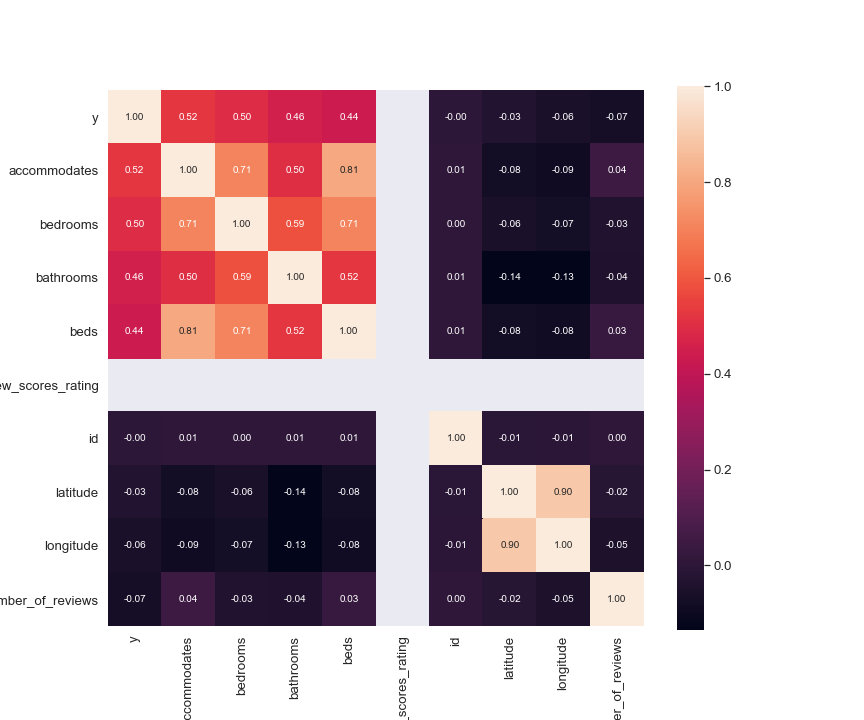 1.0
y 1.00 0.52 0.50 0.46 0.44 -0.00 -0.03 -0.06 -0.07
accommodates 0.52 1.00 0.71 0.50 0.81 0.01 -0.08 -0.09 0.04
0.8
bedrooms 0.50 0.71 1.00 0.59 0.71 0.00 -0.06 -0.07 -0.03
bathrooms 0.46 0.50 0.59 1.00 0.52 0.01 -0.14 -0.13 -0.04
0.6
beds 0.44 0.81 0.71 0.52 1.00 0.01 -0.08 -0.08 0.03
0.4
ew_scores_rating
id -0.00 0.01 0.00 0.01 0.01 1.00 -0.01 -0.01 0.00
0.2
latitude -0.03 -0.08 -0.06 -0.14 -0.08 -0.01 1.00 0.90 -0.02
longitude -0.06 -0.09 -0.07 -0.13 -0.08 -0.01 0.90 1.00 -0.05
0.0
mber_of_reviews -0.07 0.04 -0.03 -0.04 0.03 0.00 -0.02 -0.05 1.00
y
ccommodates
bedrooms
bathrooms
beds
_scores_rating
id
latitude
longitude
er_of_reviews